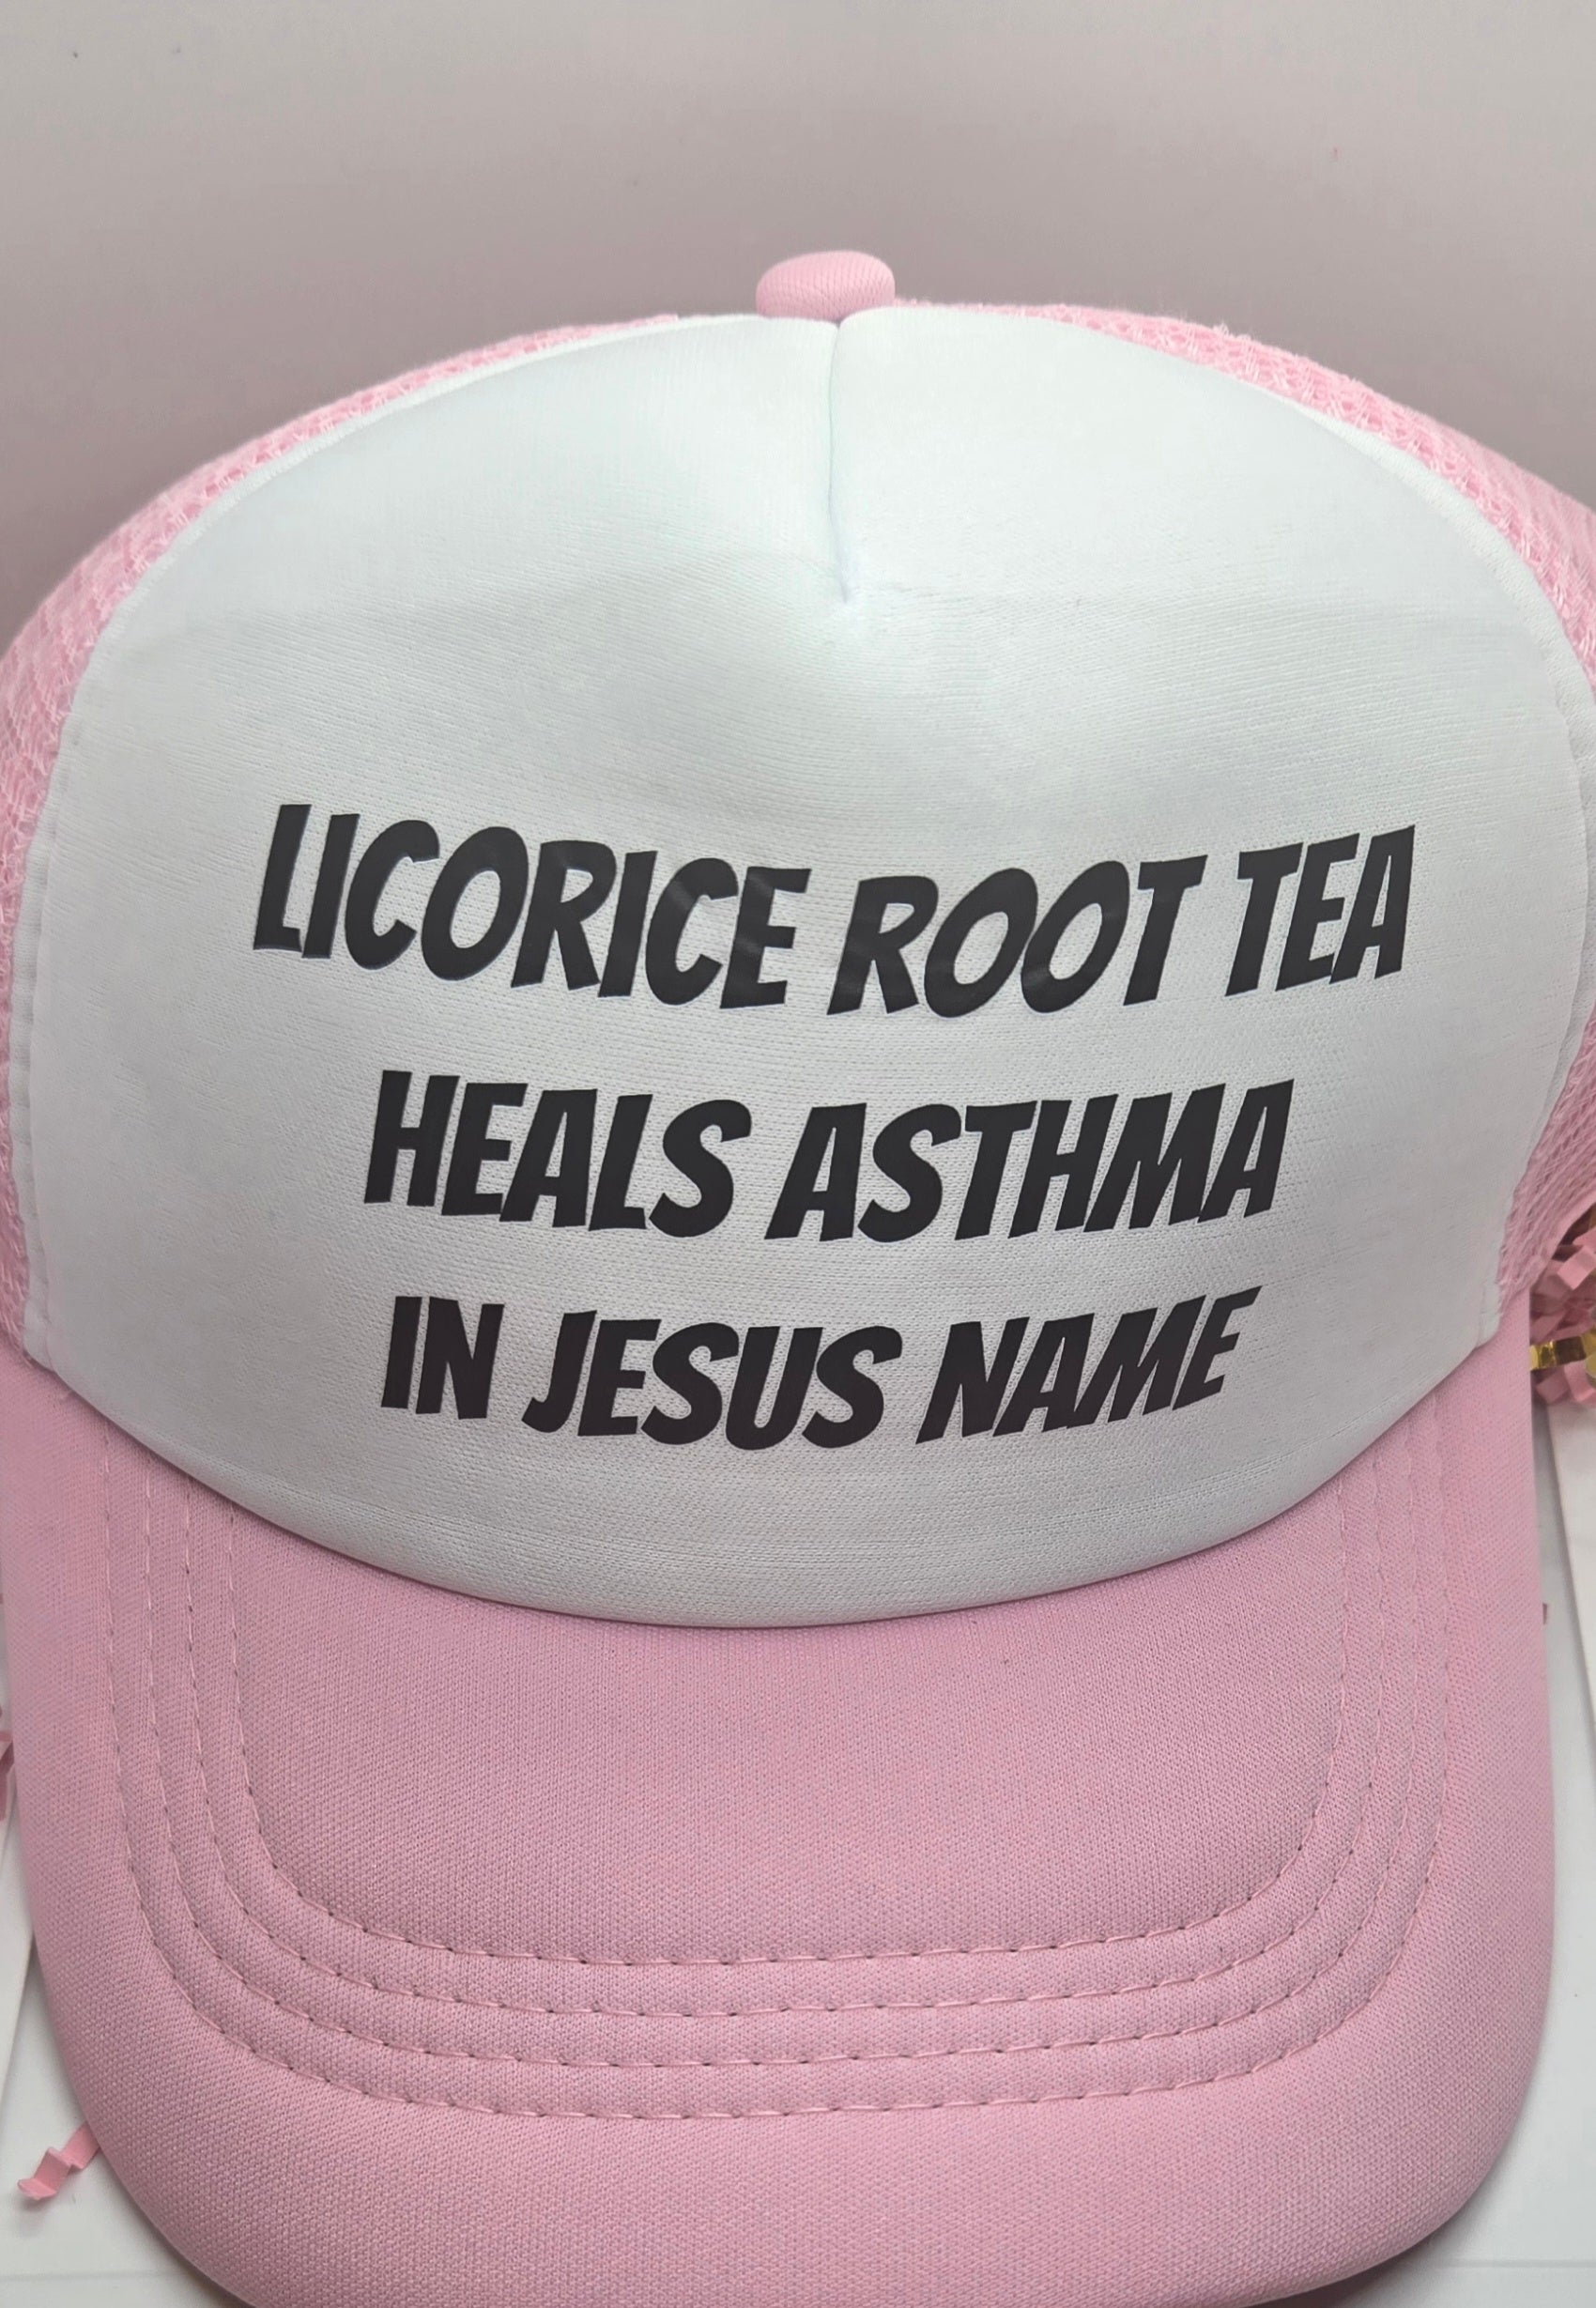 LICORICE ROOT TEA
HEALS ASTHMA
IN JESUS NAME